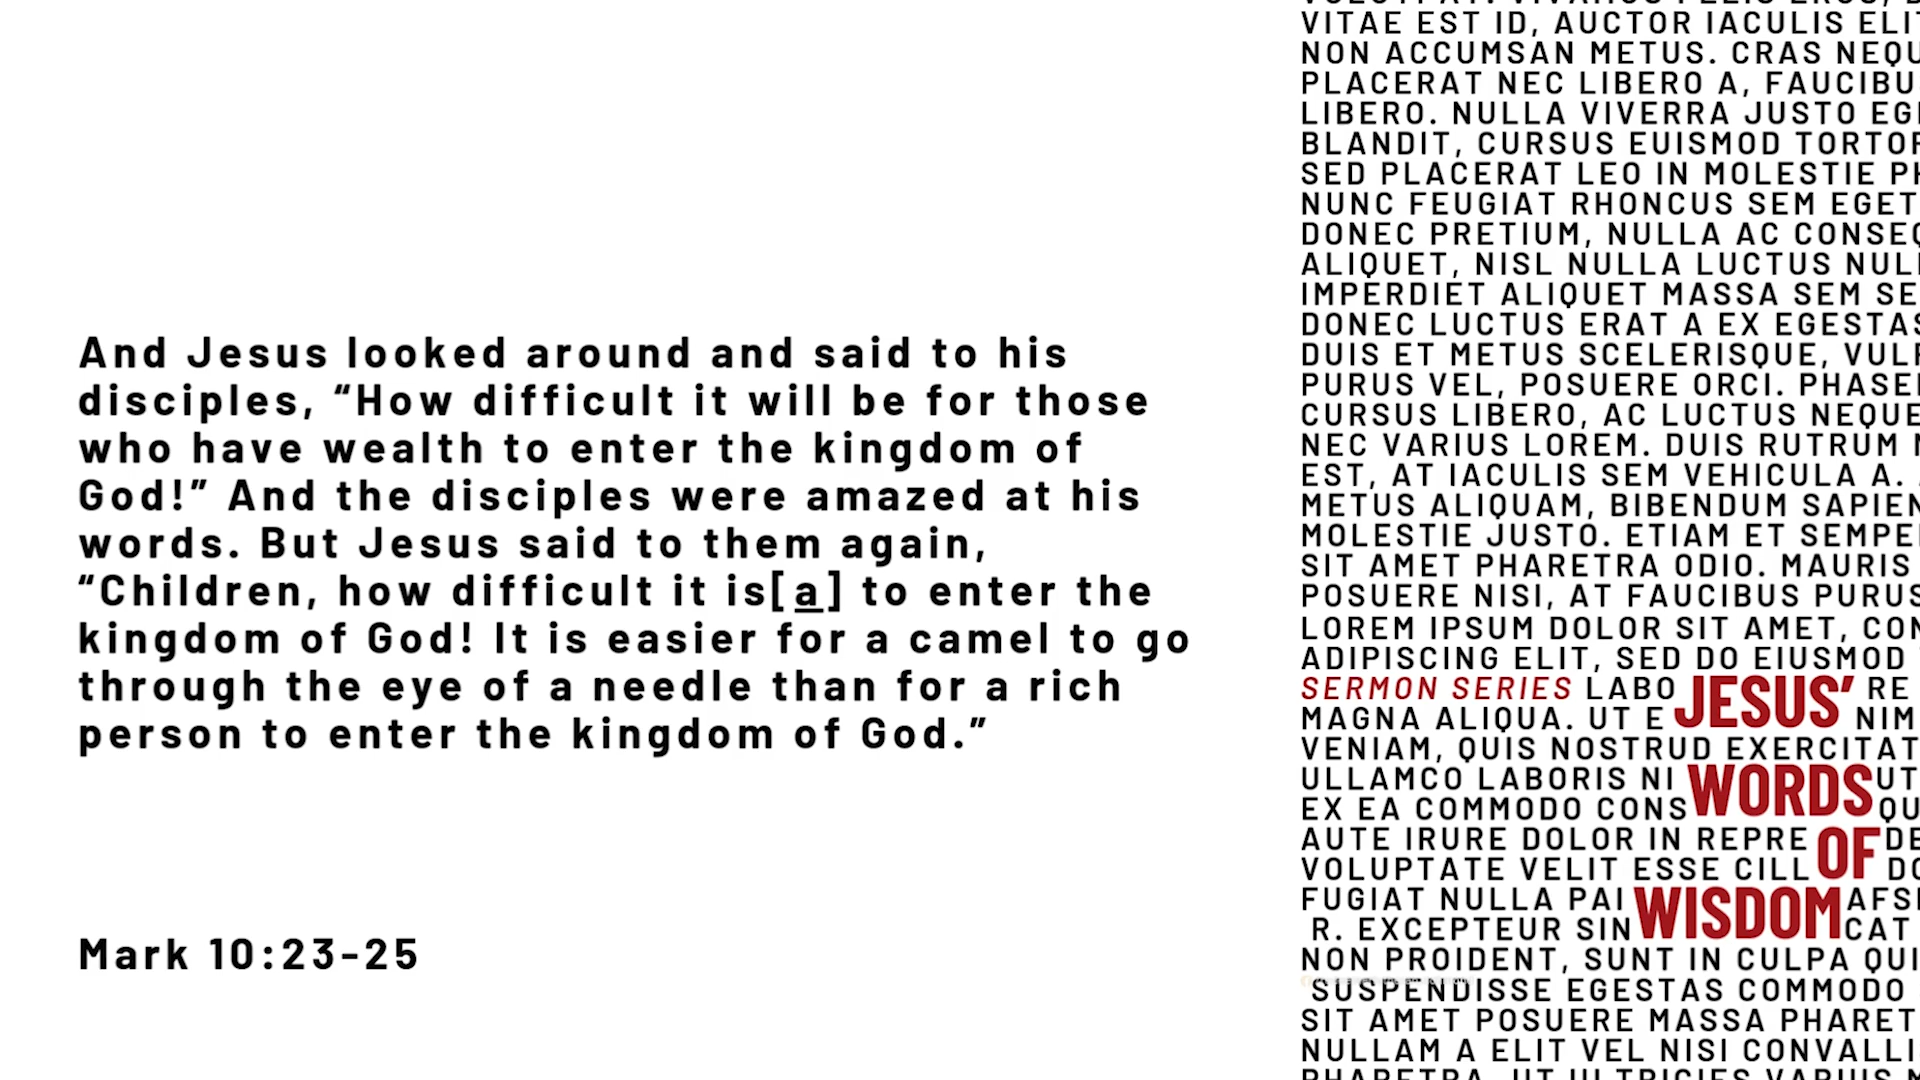 And Jesus looked around and said to his
disciples, “How difficult it will be for those
who have wealth to enter the kingdom of
God!” And the disciples were amazed at his
words. But Jesus said to them again,
“Children, how difficult it is[a] to enter the
kingdom of God! It is easier for a camel to go
through the eye of a needle than for a rich
person to enter the kingdom of God.”
Mark 10:23-25
VITAE EST ID, AUCTOR IACULIS ELIT
NON ACCUMSAN METUS. CRAS NEQU
PLACERAT NEC LIBERO A, FAUCIBU
LIBERO. NULLA VIVERRA JUSTO EG
BLANDIT, CURSUS EUISMOD TORTOR
SED PLACERAT LEO IN MOLESTIE P
NUNC FEUGIAT RHONCUS SEM EGET
DONEC PRETIUM, NULLA AC CONSEQ
ALIQUET, NISL NULLA LUCTUS NUL
IMPERDIET ALIQUET MASSA SEM SE
DONEC LUCTUS ERAT A EX EGESTAS
DUIS ET METUS SCELERISQUE, VUL
PURUS VEL, POSUERE ORCI. PHASE
CURSUS LIBERO, AC LUCTUS NEQUE
NEC VARIUS LOREM. DUIS RUTRUM
EST, AT IACULIS SEM VEHICULA A.
METUS ALIQUAM, BIBENDUM SAPIEN
MOLESTIE JUSTO. ETIAM ET SEMPE
SIT AMET PHARETRA ODIO. MAURIS
POSUERE NISI, AT FAUCIBUS PURUS
LOREM IPSUM DOLOR SIT AMET, CON
ADIPISCING ELIT, SED DO EIUSMOD
SERMON SERIES LABO JESUS’ RE
MAGNA ALIQUA. UT E NIM
VENIAM, QUIS NOSTRUD EXERCITAT
ULLAMCO LABORIS NI WORDS UT
EX EA COMMODO CONS QU
AUTE IRURE DOLOR IN REPRE OF DE
VOLUPTATE VELIT ESSE CILL DO
FUGIAT NULLA PAI WISDOM AFS
R. EXCEPTEUR SIN CAT
NON PROIDENT, SUNT IN CULPA QUI
SUSPENDISSE EGESTAS COMMODO
SIT AMET POSUERE MASSA PHARET
NULLAM A ELIT VEL NISI CONVALLI